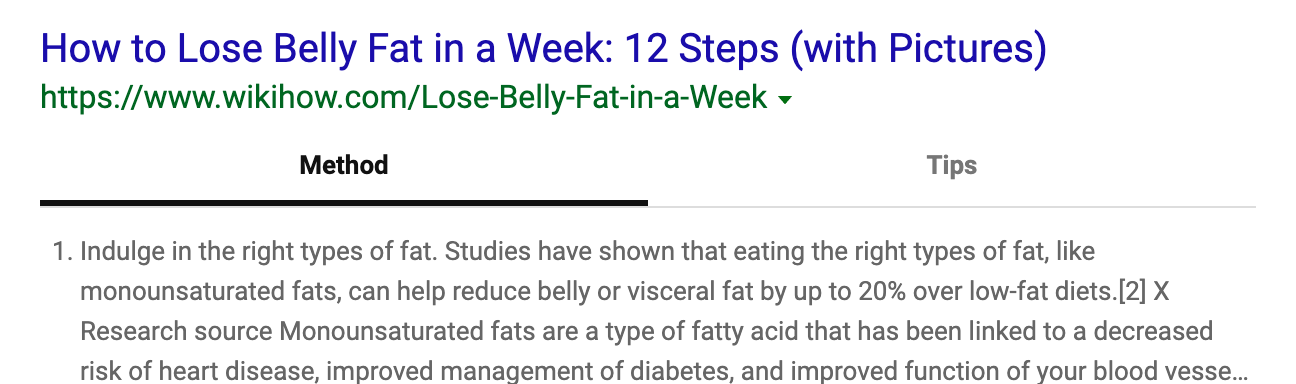 How to Lose Belly Fat in a Week: 12 Steps (with Pictures)
https://www.wikihow.com/Lose-Belly-Fat-in-a-Week
Method
Tips
1. Indulge in the right types of fat. Studies have shown that eating the right types of fat, like
monounsaturated fats, can help reduce belly or visceral fat by up to 20% over low-fat diets.[2] X
Research source Monounsaturated fats are a type of fatty acid that has been linked to a decreased
risk of heart disease, improved management of diabetes, and improved function of your blood vesse...